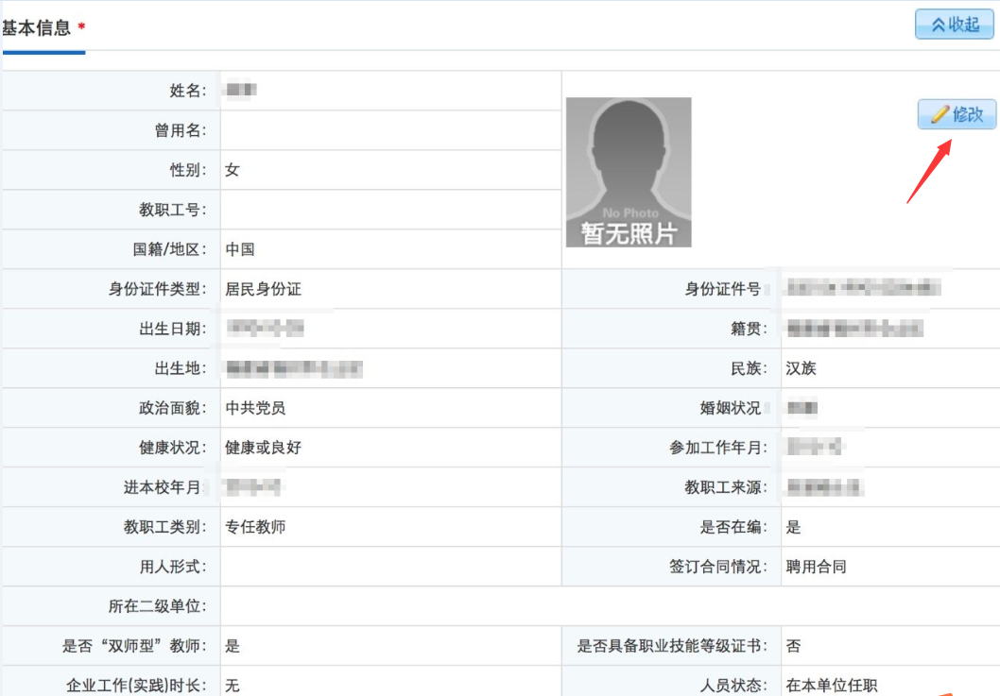 基本信息 *
收起
姓名：
修改
曾用名：
性别： 女
教职工号：
No Photo
暂无照片
国籍/地区： 中国
身份证件类型： 居民身份证 身份证件号
出生日期： 籍贯：
出生地： 民族： 汉族
政治面貌： 中共党员 婚姻状况
健康状况： 健康或良好 参加工作年月：
进本校年月 教职工来源：
教职工类别： 专任教师 是否在编： 是
用人形式： 签订合同情况： 聘用合同
所在二级单位：
是否“双师型”教师： 是 是否具备职业技能等级证书： 否
企业工作(实践)时长： 无 人员状态： 在本单位任职